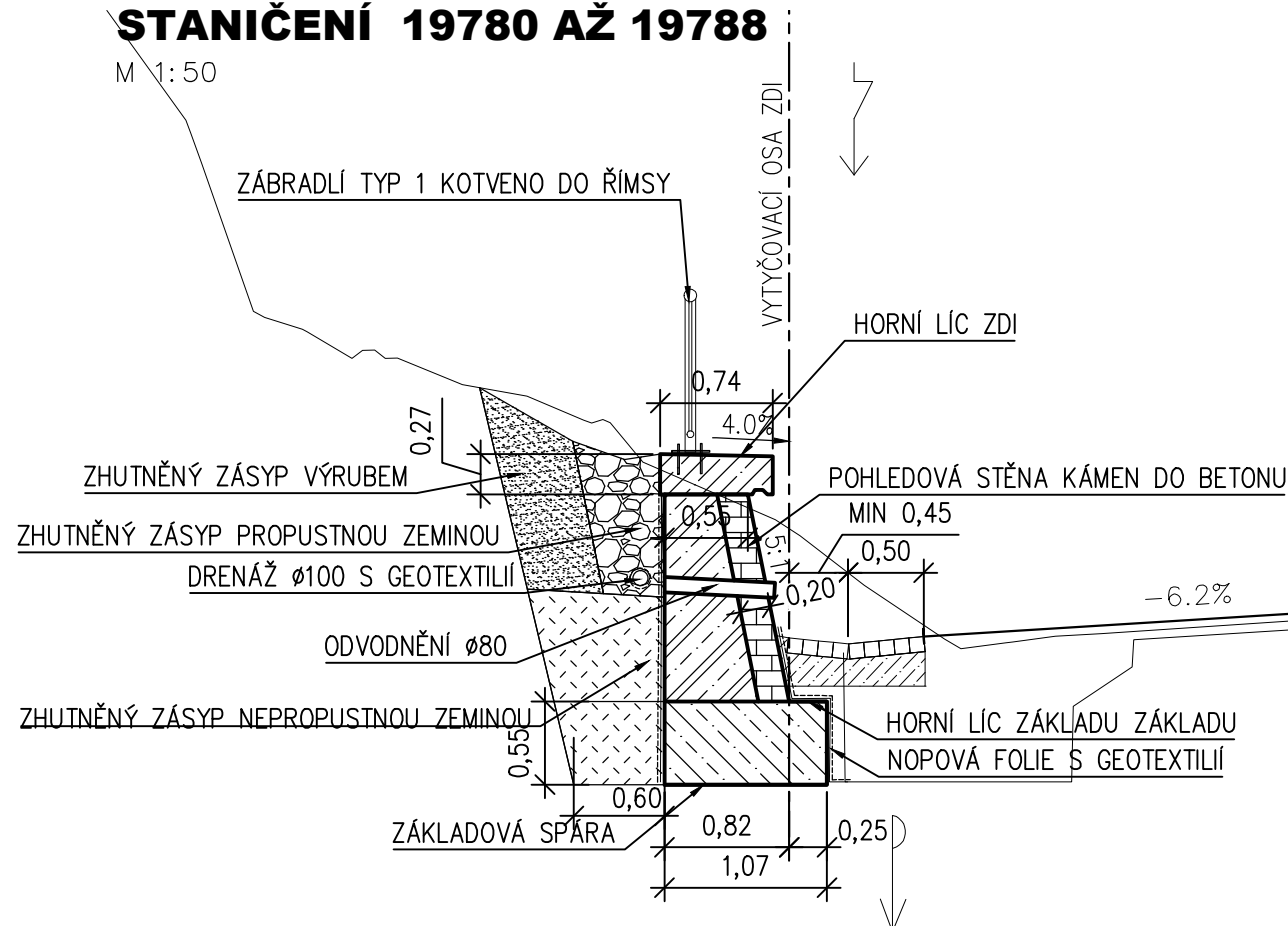 STANIČENÍ 19780 AŽ 19788
M 1:50
VYTYČOVACÍ OSA ZDI
ZÁBRADLÍ TYP 1 KOTVENO DO ŘÍMSY
HORNÍ LÍC ZDI
0,74
4.0%
0,27
ZHUTNĚNÝ ZÁSYP VÝRUBEM
POHLEDOVÁ STĚNA KÁMEN DO BETONU
MIN 0,45
0,55
5:1
0,50
ZHUTNĚNÝ ZÁSYP PROPUSTNOU ZEMINOU
DRENÁŽ ø100 S GEOTEXTILIÍ
0,20
-6.2%
ODVODNĚNÍ ø80
ZHUTNĚNÝ ZÁSYP NEPROPUSTNOU ZEMINOU
HORNÍ LÍC ZÁKLADU ZÁKLADU
0,55
NOPOVÁ FOLIE S GEOTEXTILIÍ
0,60
ZÁKLADOVÁ SPÁRA
0,82
0,25
1,07